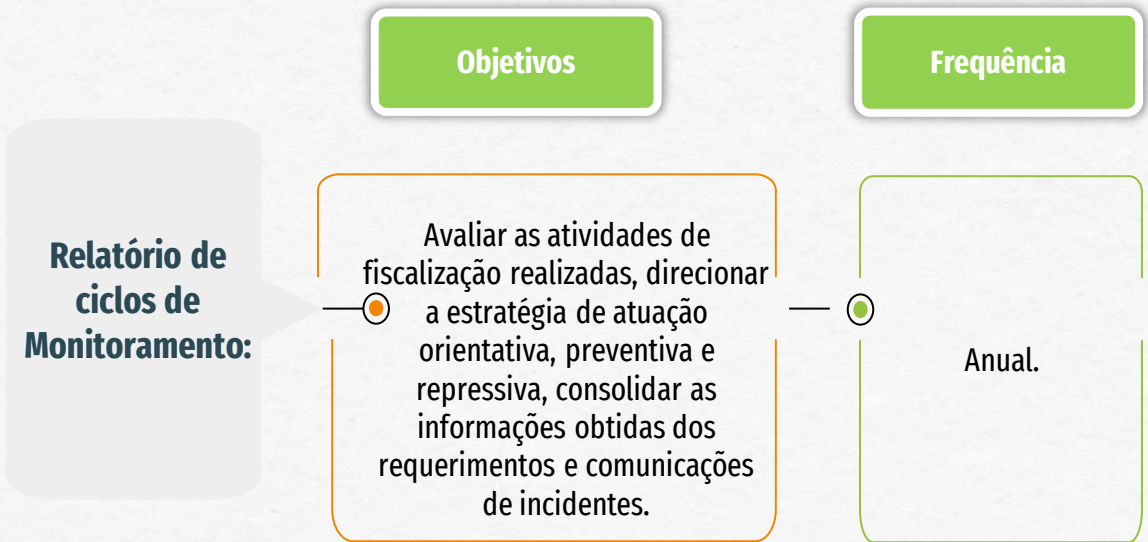 Objetivos
Frequência
Relatório de
ciclos de
Monitoramento:
Avaliar as atividades de
fiscalização realizadas, direcionar
a estratégia de atuação
orientativa, preventiva e
repressiva, consolidar as
informações obtidas dos
requerimentos e comunicações
de incidentes.
Anual.